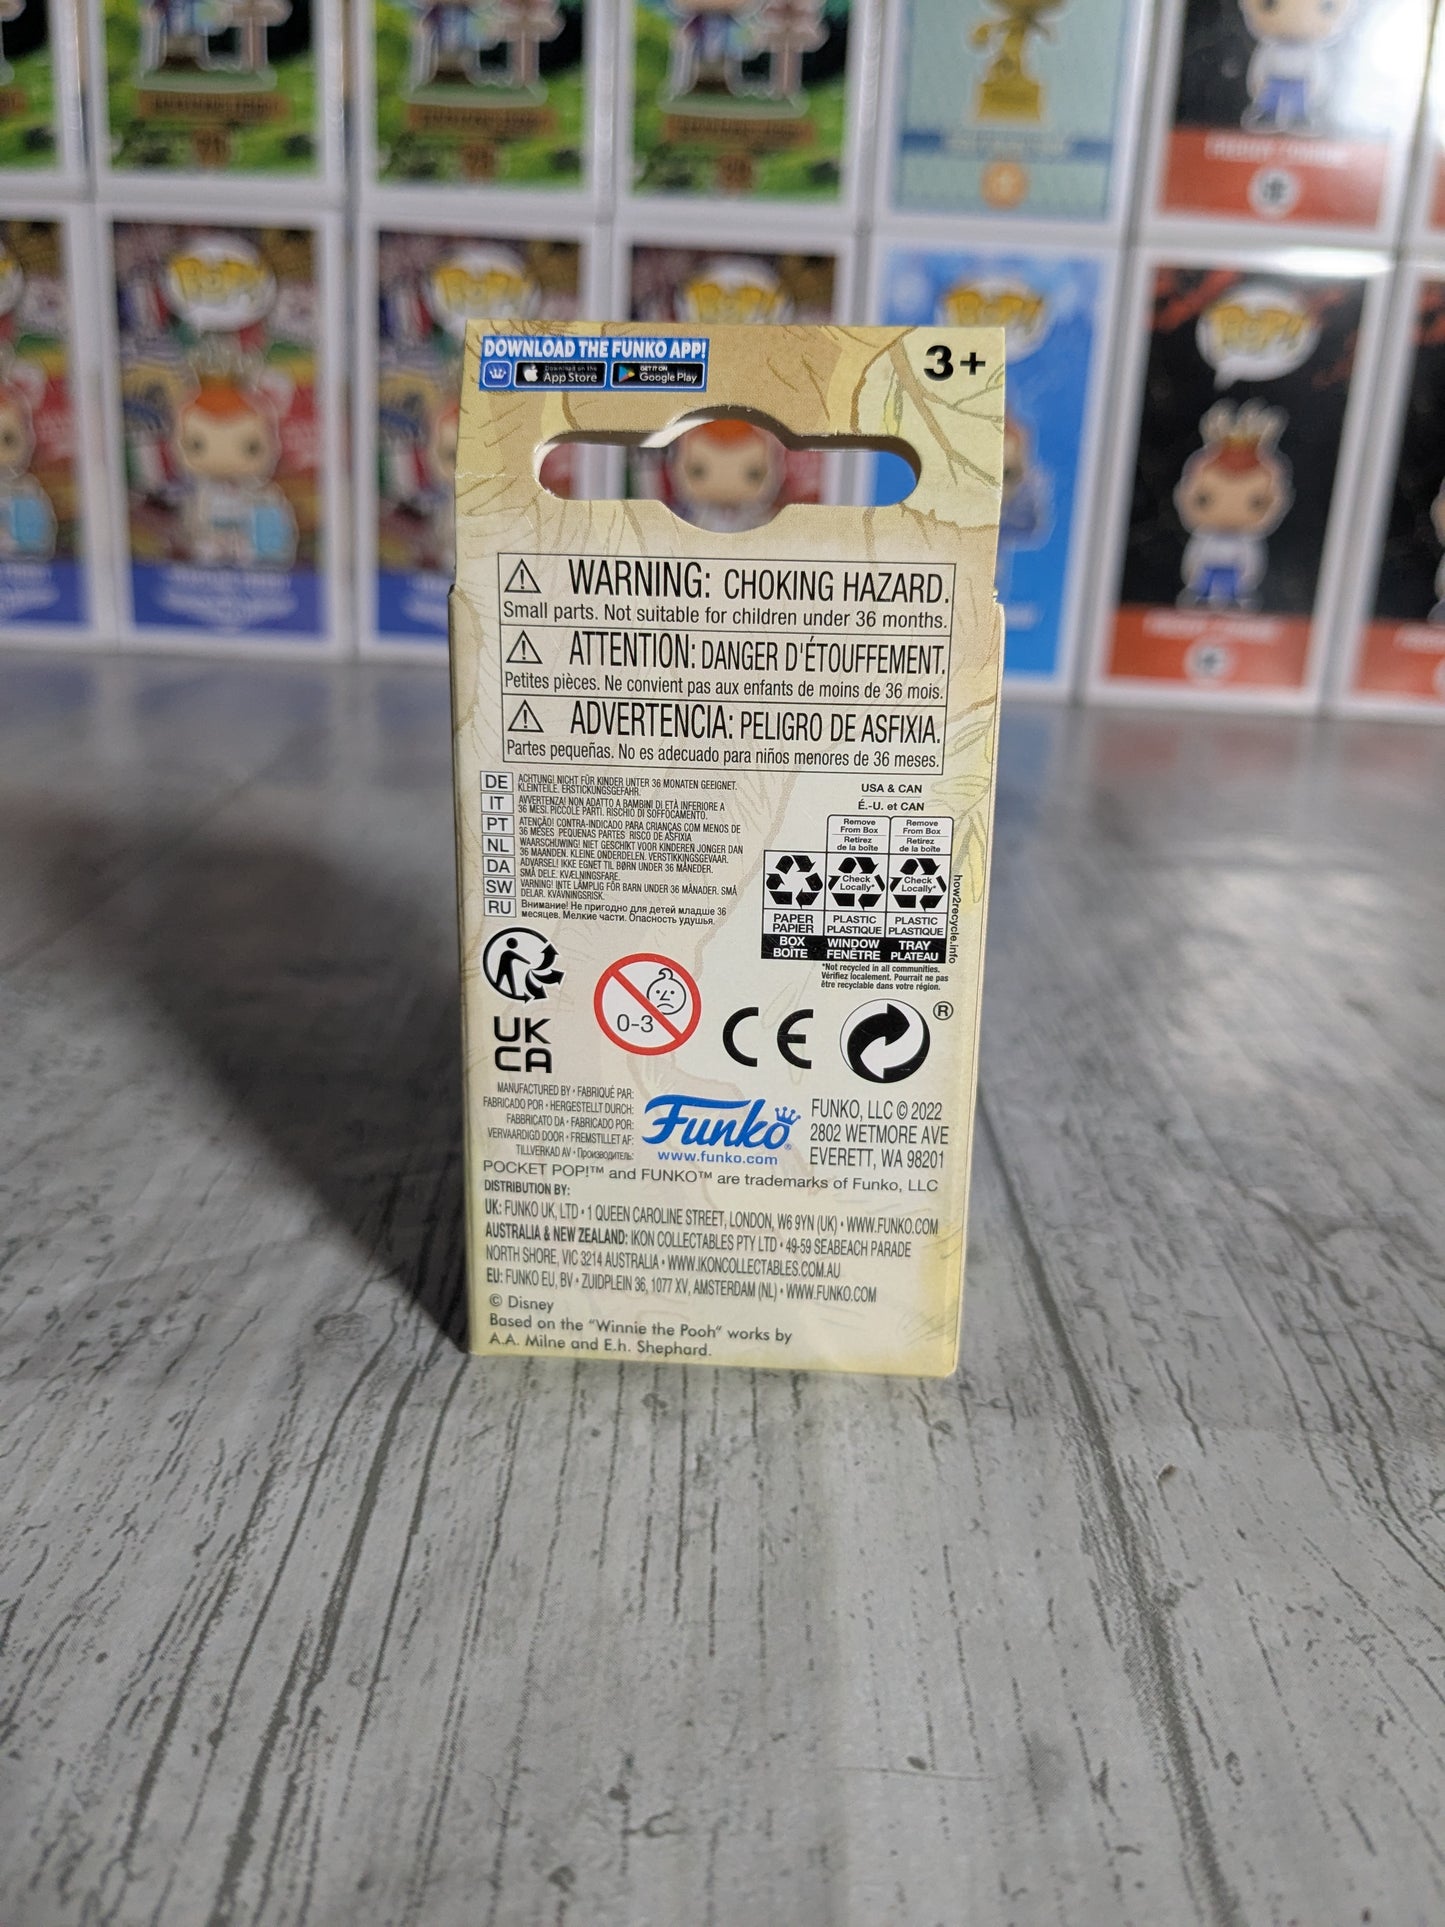 DOWNLOAD THE FUNKO APP!
Download on the
App Store
GET IT ON
Google Play
3+
WARNING: CHOKING HAZARD.
Small parts. Not suitable for children under 36 months.
ATTENTION: DANGER D'ÉTOUFFEMENT.
Petites pièces. Ne convient pas aux enfants de moins de 36 mois.
ADVERTENCIA: PELIGRO DE ASFIXIA.
Partes pequeñas. No es adecuado para niños menores de 36 meses.
DE ACHTUNG! NICHT FÜR KINDER UNTER 36 MONATEN GEEIGNET.
KLEINTEILE. ERSTICKUNGSGEFAHR.
IT AVVERTENZA! NON ADATTO A BAMBINI DI ETÀ INFERIORE A
36 MESI. PICCOLE PARTI. RISCHIO DI SOFFOCAMENTO.
PT ATENÇÃO! CONTRA-INDICADO PARA CRIANÇAS COM MENOS DE
36 MESES PEQUENAS PARTES RISCO DE ASFIXIA
NL WAARSCHUWING! NIET GESCHIKT VOOR KINDEREN JONGER DAN
36 MAANDEN. KLEINE ONDERDELEN. VERSTIKKINGSGEVAAR.
DA ADVARSEL! IKKE EGNET TIL BØRN UNDER 36 MÅNEDER.
SMÅ DELE. KVÆLNINGSFARE.
SW VARNING! INTE LÄMPLIG FÖR BARN UNDER 36 MÅNADER. SMÅ
DELAR. KVÄVNINGSRISK.
RU Внимание! Не пригодно для детей младше 36
месяцев. Мелкие части. Опасность удушья.
USA & CAN
É.-U. et CAN
Remove
From Box
Retirez
de la boîte
Remove
From Box
Retirez
de la boîte
Check
Locally*
Check
Locally*
PAPER
PAPIER
BOX
BOÎTE
PLASTIC
PLASTIQUE
WINDOW
FENÊTRE
PLASTIC
PLASTIQUE
TRAY
PLATEAU
how2recycle.info
*Not recycled in all communities.
Vérifiez localement. Pourrait ne pas
être recyclable dans votre région.
UK
CA
0-3
CE
®
MANUFACTURED BY • FABRIQUÉ PAR:
FABRICADO POR • HERGESTELLT DURCH:
FABBRICATO DA • FABRICADO POR:
VERVAARDIGD DOOR • FREMSTILLET AF:
TILLVERKAD AV • Производитель:
Funko®
www.funko.com
FUNKO, LLC © 2022
2802 WETMORE AVE
EVERETT, WA 98201
POCKET POP!™ and FUNKO™ are trademarks of Funko, LLC
DISTRIBUTION BY:
UK: FUNKO UK, LTD • 1 QUEEN CAROLINE STREET, LONDON, W6 9YN (UK) • WWW.FUNKO.COM
AUSTRALIA & NEW ZEALAND: IKON COLLECTABLES PTY LTD • 49-59 SEABEACH PARADE
NORTH SHORE, VIC 3214 AUSTRALIA • WWW.IKONCOLLECTABLES.COM.AU
EU: FUNKO EU, BV • ZUIDPLEIN 36, 1077 XV, AMSTERDAM (NL) • WWW.FUNKO.COM
© Disney
Based on the “Winnie the Pooh” works by
A.A. Milne and E.h. Shephard.
POP!
POP!
POP!
POP!
POP!